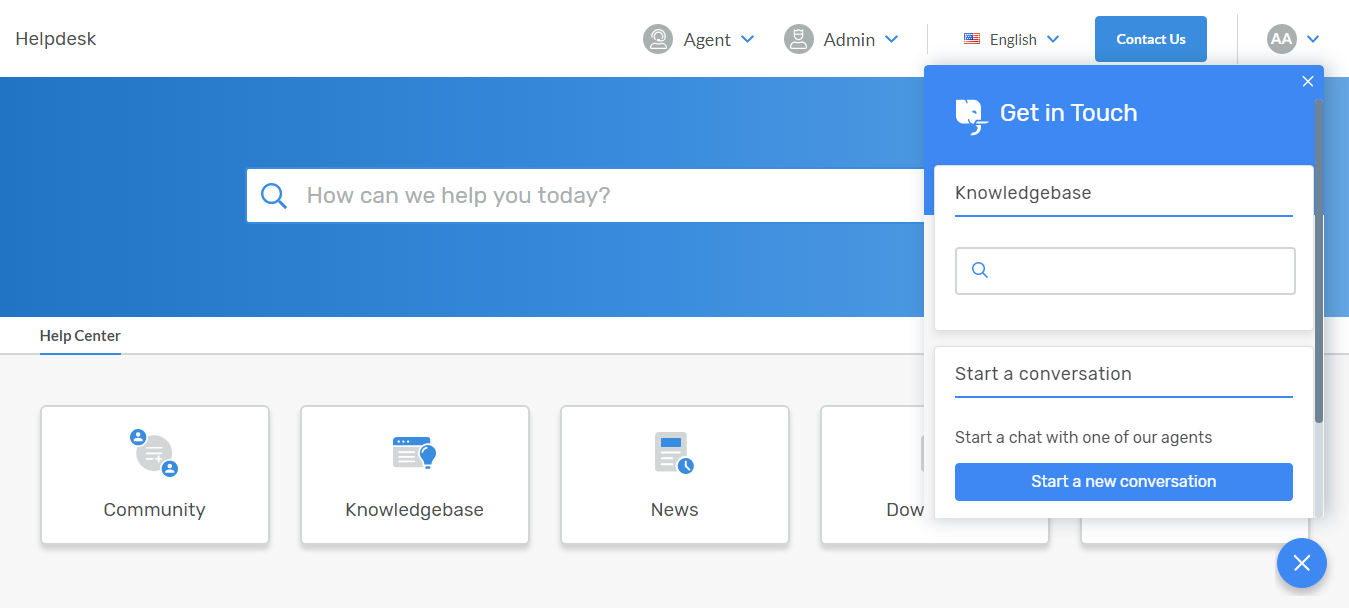 Helpdesk
Agent
Admin
English
Contact Us
AA
Get in Touch
How can we help you today?
Knowledgebase
Help Center
Start a conversation
Start a chat with one of our agents
Start a new conversation
Community
Knowledgebase
News
Dow